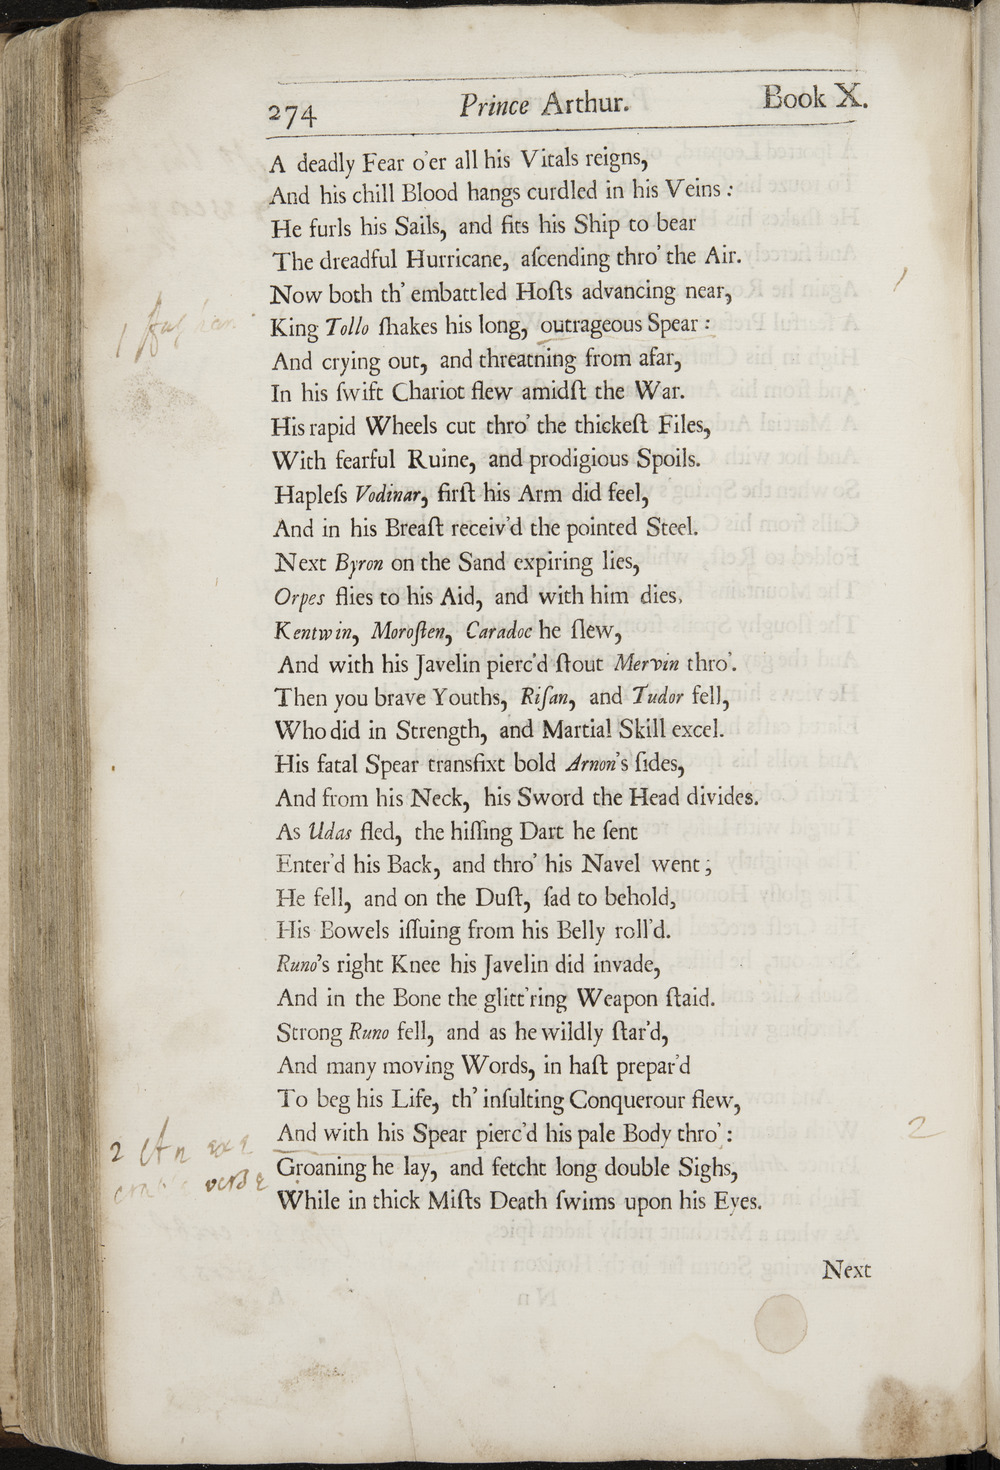 274 Prince Arthur. Book X.
A deadly Fear o'er all his Vitals reigns,
And his chill Blood hangs curdled in his Veins :
He furls his Sails, and fits his Ship to bear
The dreadful Hurricane, aſcending thro' the Air.
Now both th' embattled Hoſts advancing near,
1
1
King Tollo ſhakes his long, outrageous Spear :
And crying out, and threatning from afar,
In his ſwift Chariot flew amidſt the War.
His rapid Wheels cut thro' the thickeſt Files,
With fearful Ruine, and prodigious Spoils.
Hapleſs Vodinar, firſt his Arm did feel,
And in his Breaſt receiv'd the pointed Steel.
Next Byron on the Sand expiring lies,
Orpes flies to his Aid, and with him dies,
Kentwin, Moroſten, Caradoc he ſlew,
And with his Javelin pierc'd ſtout Mervin thro'.
Then you brave Youths, Riſan, and Tudor fell,
Who did in Strength, and Martial Skill excel.
His fatal Spear transfixt bold Arnon's ſides,
And from his Neck, his Sword the Head divides.
As Udas fled, the hiſſing Dart he ſent
Enter'd his Back, and thro' his Navel went ;
He fell, and on the Duſt, ſad to behold,
His Bowels iſſuing from his Belly roll'd.
Runo's right Knee his Javelin did invade,
And in the Bone the glitt'ring Weapon ſtaid.
Strong Runo fell, and as he wildly ſtar'd,
And many moving Words, in haſt prepar'd
To beg his Life, th' inſulting Conquerour flew,
2 An exe
And with his Spear pierc'd his pale Body thro' :
2
crable verse
Groaning he lay, and fetcht long double Sighs,
While in thick Miſts Death ſwims upon his Eyes.
Next